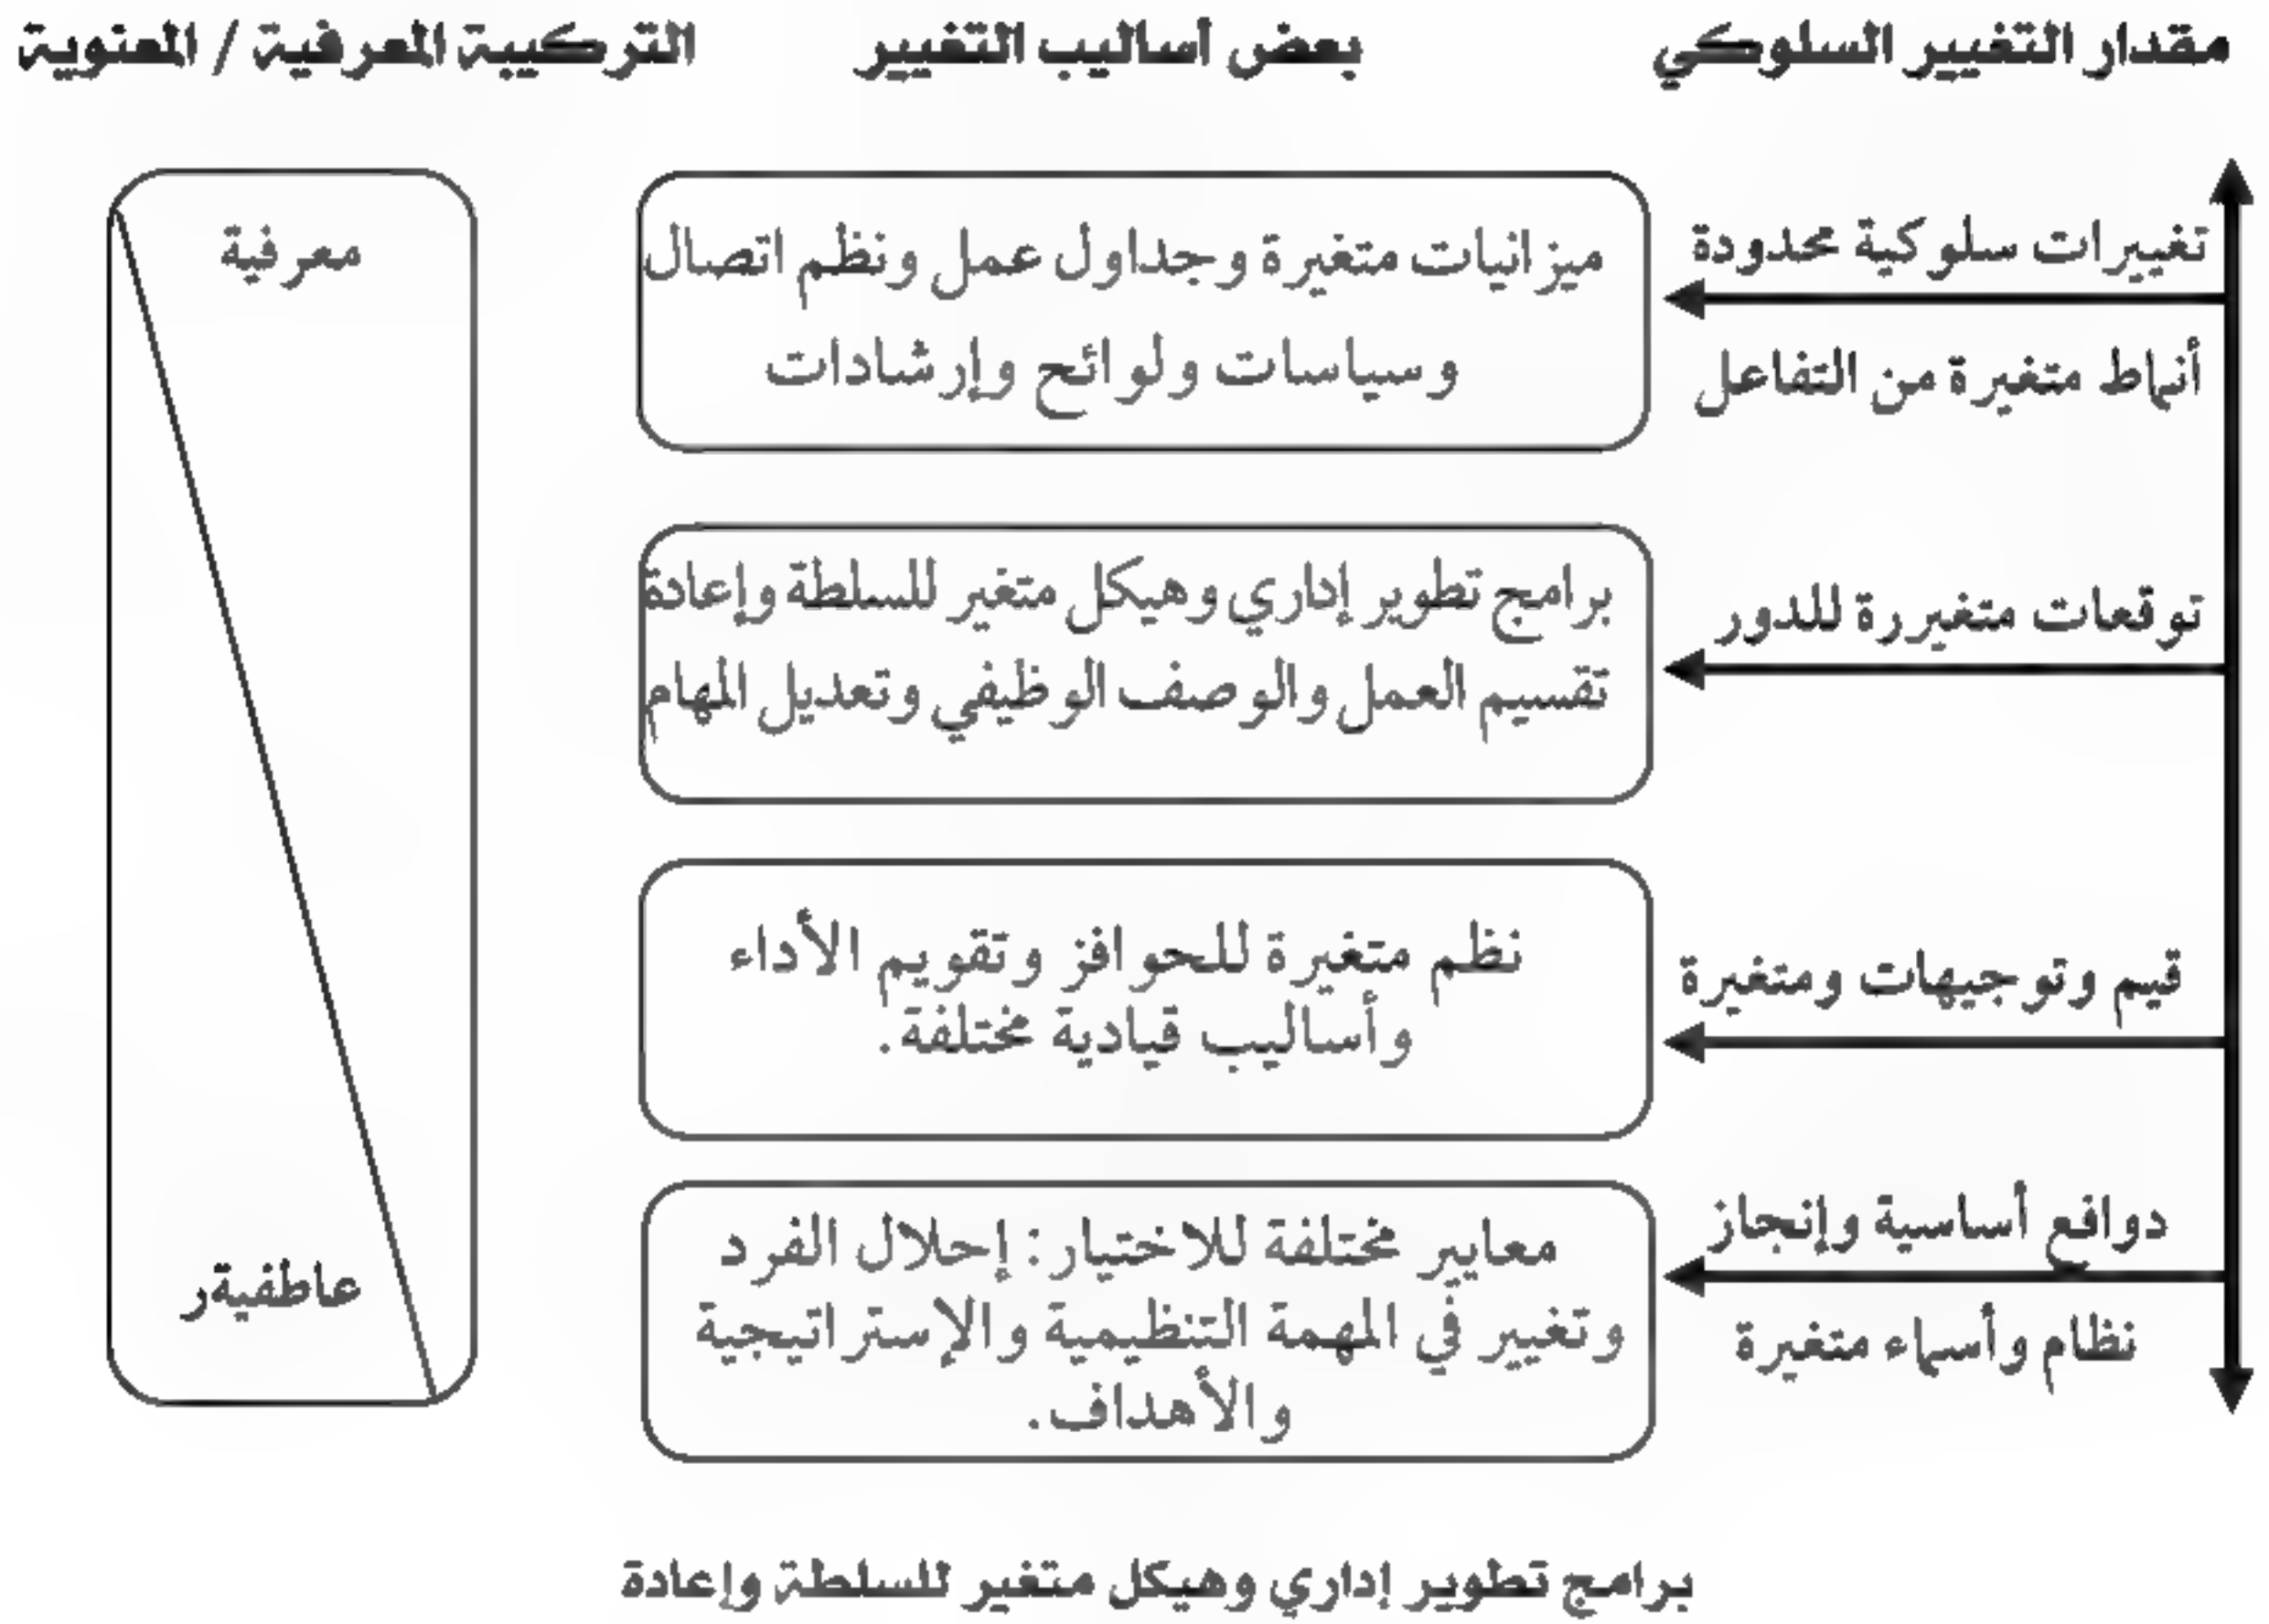 مقدار التغيير السلوكي
بعض أساليب التغيير
التركيبة المعرفية / المعنوية
تغييرات سلوكية محدودة
أنماط متغيرة من التفاعل
ميزانيات متغيرة وجداول عمل ونظم اتصال
وسياسات ولوائح وإرشادات
معرفية
توقعات متغيررة للدور
برامج تطوير إداري وهيكل متغير للسلطة وإعادة
تقسيم العمل والوصف الوظيفي وتعديل المهام
قيم وتوجيهات ومتغيرة
نظم متغيرة للحوافز وتقويم الأداء
وأساليب قيادية مختلفة.
دوافع أساسية وإنجاز
نظام وأسماء متغيرة
معايير مختلفة للاختيار: إحلال الفرد
وتغيير في المهمة التنظيمية والإستراتيجية
والأهداف.
عاطفيةر
برامج تطوير إداري وهيكل متغير للسلطة وإعادة